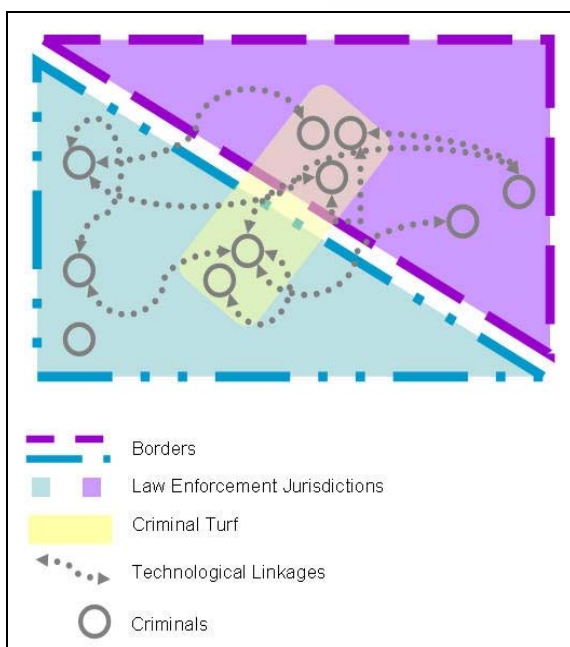 Borders
Law Enforcement Jurisdictions
Criminal Turf
Technological Linkages
Criminals